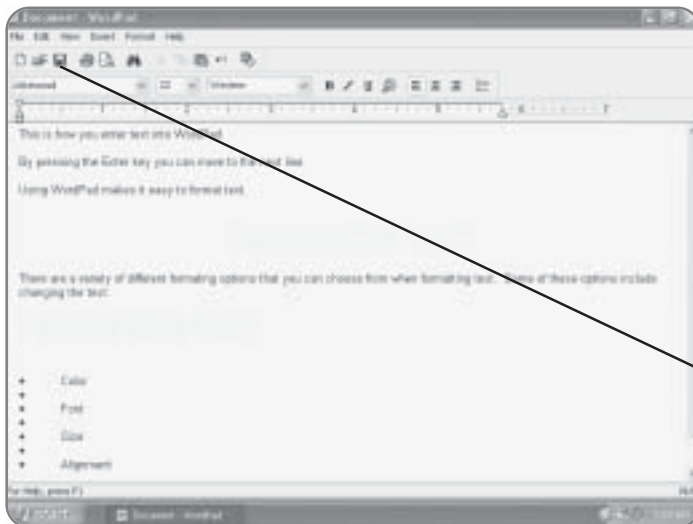 Document - WordPad
File Edit View Insert Format Help
This is how you enter text into WordPad
By pressing the Enter key you can move to the next line
Using WordPad makes it easy to format text.
There are a variety of different formatting options that you can choose from when formatting text. Some of these options include
changing the text:
Color
Font
Size
Alignment
For Help, press F1
Document - WordPad